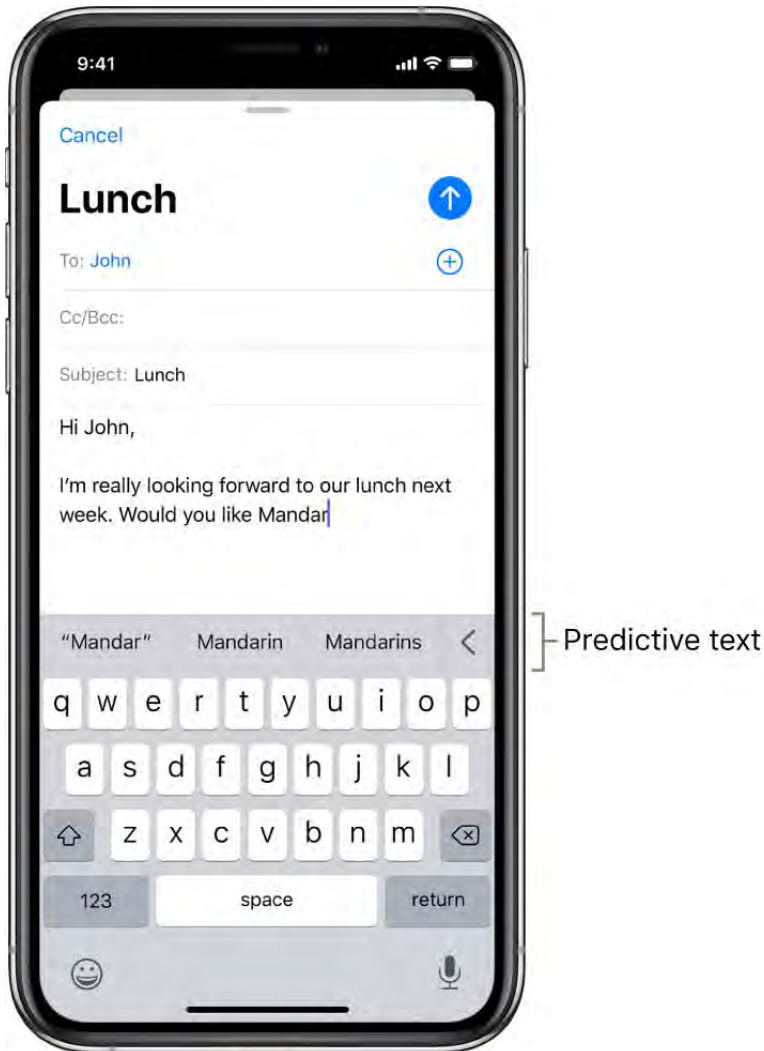 9:41
Cancel
Lunch
To: John
Cc/Bcc:
Subject: Lunch
Hi John,
I’m really looking forward to our lunch next
week. Would you like Mandar
“Mandar” Mandarin Mandarins
Predictive text
q w e r t y u i o p
a s d f g h j k l
z x c v b n m
123 space return